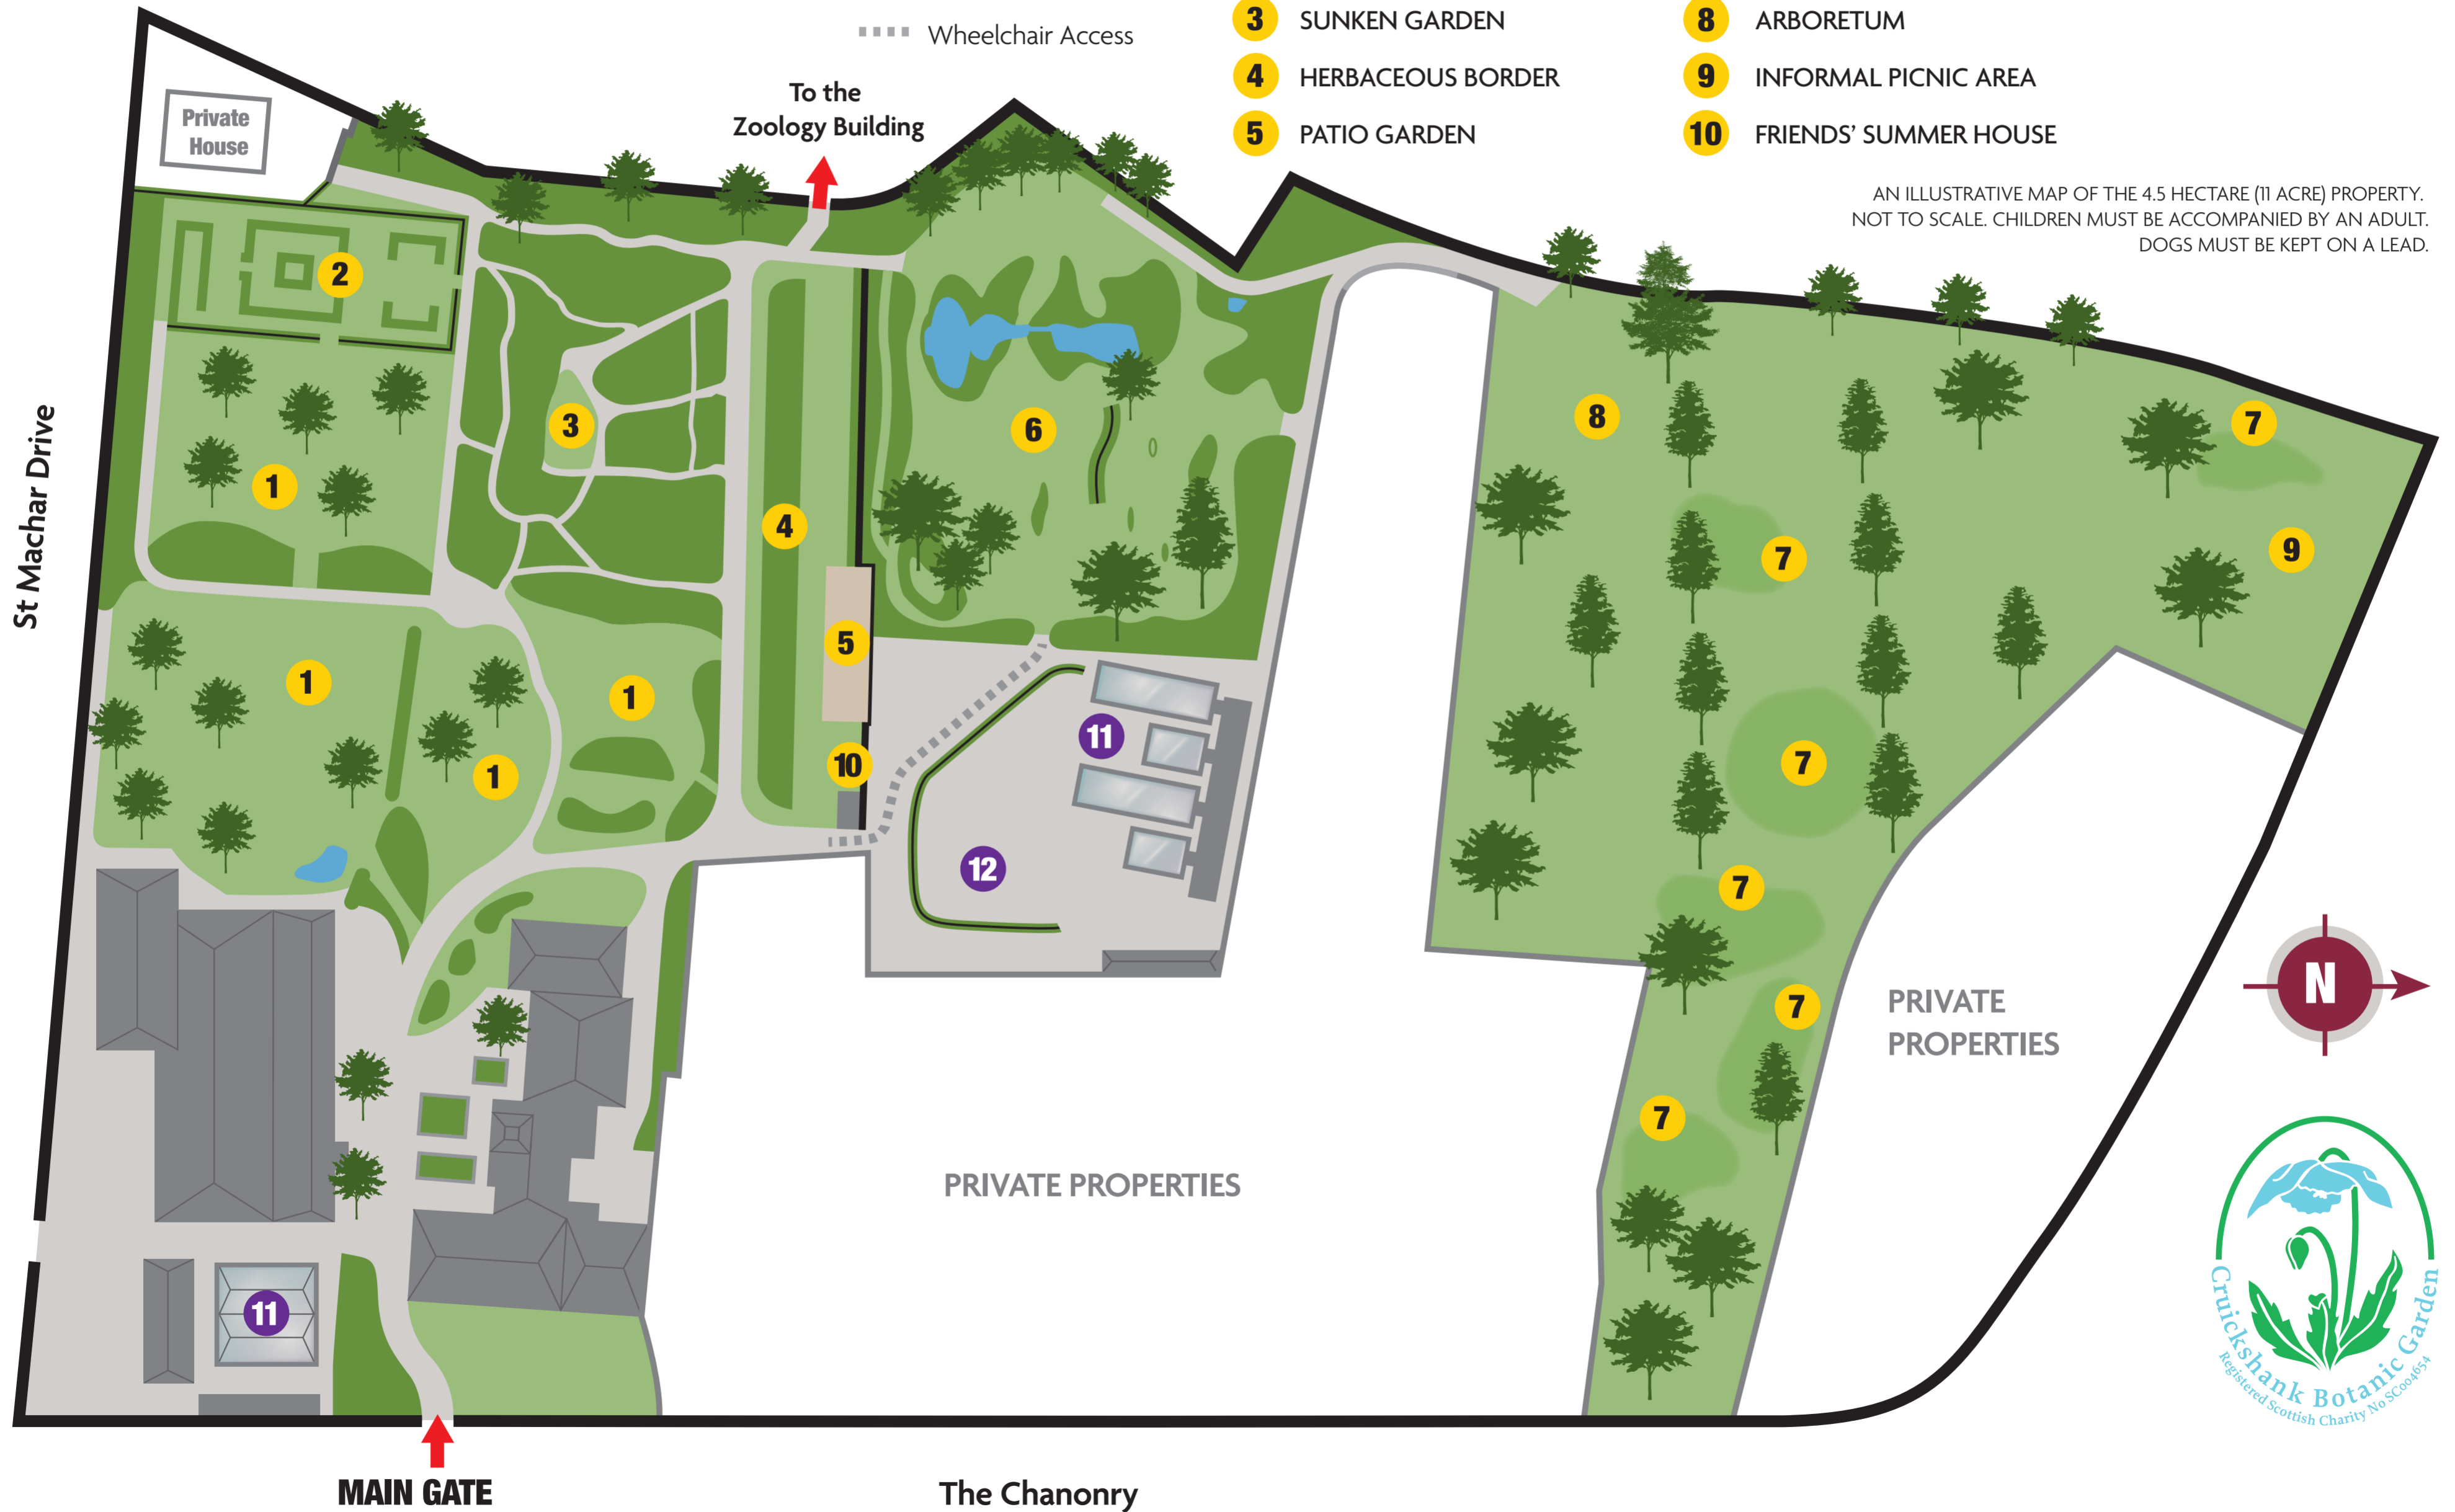 Wheelchair Access
3 SUNKEN GARDEN
4 HERBACEOUS BORDER
5 PATIO GARDEN
8 ARBORETUM
9 INFORMAL PICNIC AREA
10 FRIENDS' SUMMER HOUSE
AN ILLUSTRATIVE MAP OF THE 4.5 HECTARE (11 ACRE) PROPERTY.
NOT TO SCALE. CHILDREN MUST BE ACCOMPANIED BY AN ADULT.
DOGS MUST BE KEPT ON A LEAD.
Private
House
To the
Zoology Building
St Machar Drive
2
1
3
4
6
8
7
7
9
1
1
1
5
10
11
12
7
7
7
7
11
PRIVATE PROPERTIES
PRIVATE
PROPERTIES
N
Cruickshank Botanic Garden
Registered Scottish Charity No SC004654
MAIN GATE
The Chanonry